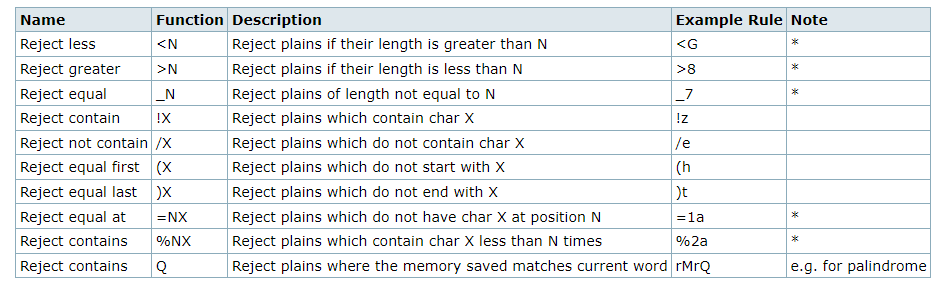 Name Function Description Example Rule Note
Reject less <N Reject plains if their length is greater than N <G *
Reject greater >N Reject plains if their length is less than N >8 *
Reject equal _N Reject plains of length not equal to N _7 *
Reject contain !X Reject plains which contain char X !z
Reject not contain /X Reject plains which do not contain char X /e
Reject equal first (X Reject plains which do not start with X (h
Reject equal last )X Reject plains which do not end with X )t
Reject equal at =NX Reject plains which do not have char X at position N =1a *
Reject contains %NX Reject plains which contain char X less than N times %2a *
Reject contains Q Reject plains where the memory saved matches current word rMrQ e.g. for palindrome